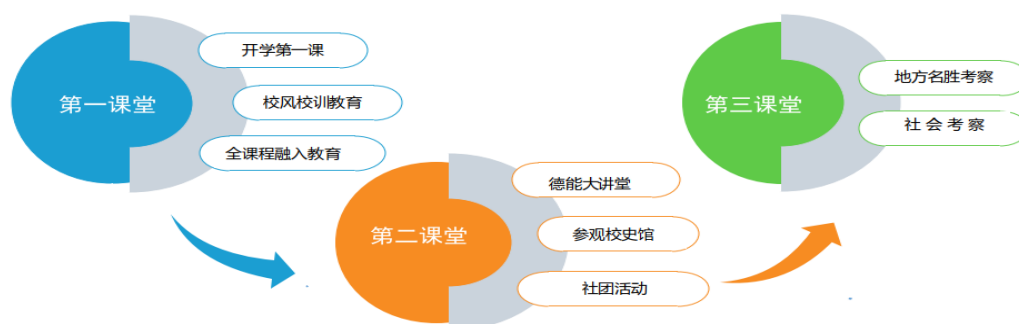 第一课堂
开学第一课
校风校训教育
全课程融入教育
第二课堂
德能大讲堂
参观校史馆
社团活动
第三课堂
地方名胜考察
社会考察